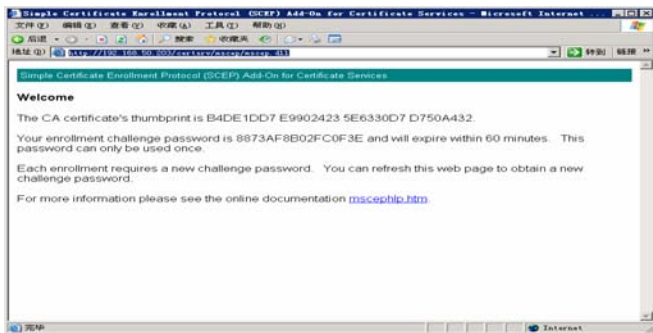 Simple Certificate Enrollment Protocol (SCEP) Add-On for Certificate Services - Microsoft Internet ...
文件(F) 编辑(E) 查看(V) 收藏(A) 工具(T) 帮助(H)
后退 搜索 收藏夹
地址(D) http://192.168.50.203/certsrv/mscep/mscep.dll 转到 链接 »
Simple Certificate Enrollment Protocol (SCEP) Add-On for Certificate Services
Welcome
The CA certificate's thumbprint is B4DE1DD7 E9902423 5E6330D7 D750A432.
Your enrollment challenge password is 8873AF8B02FC0F3E and will expire within 60 minutes. This
password can only be used once.
Each enrollment requires a new challenge password. You can refresh this web page to obtain a new
challenge password.
For more information please see the online documentation mscephlp.htm.
完毕 Internet